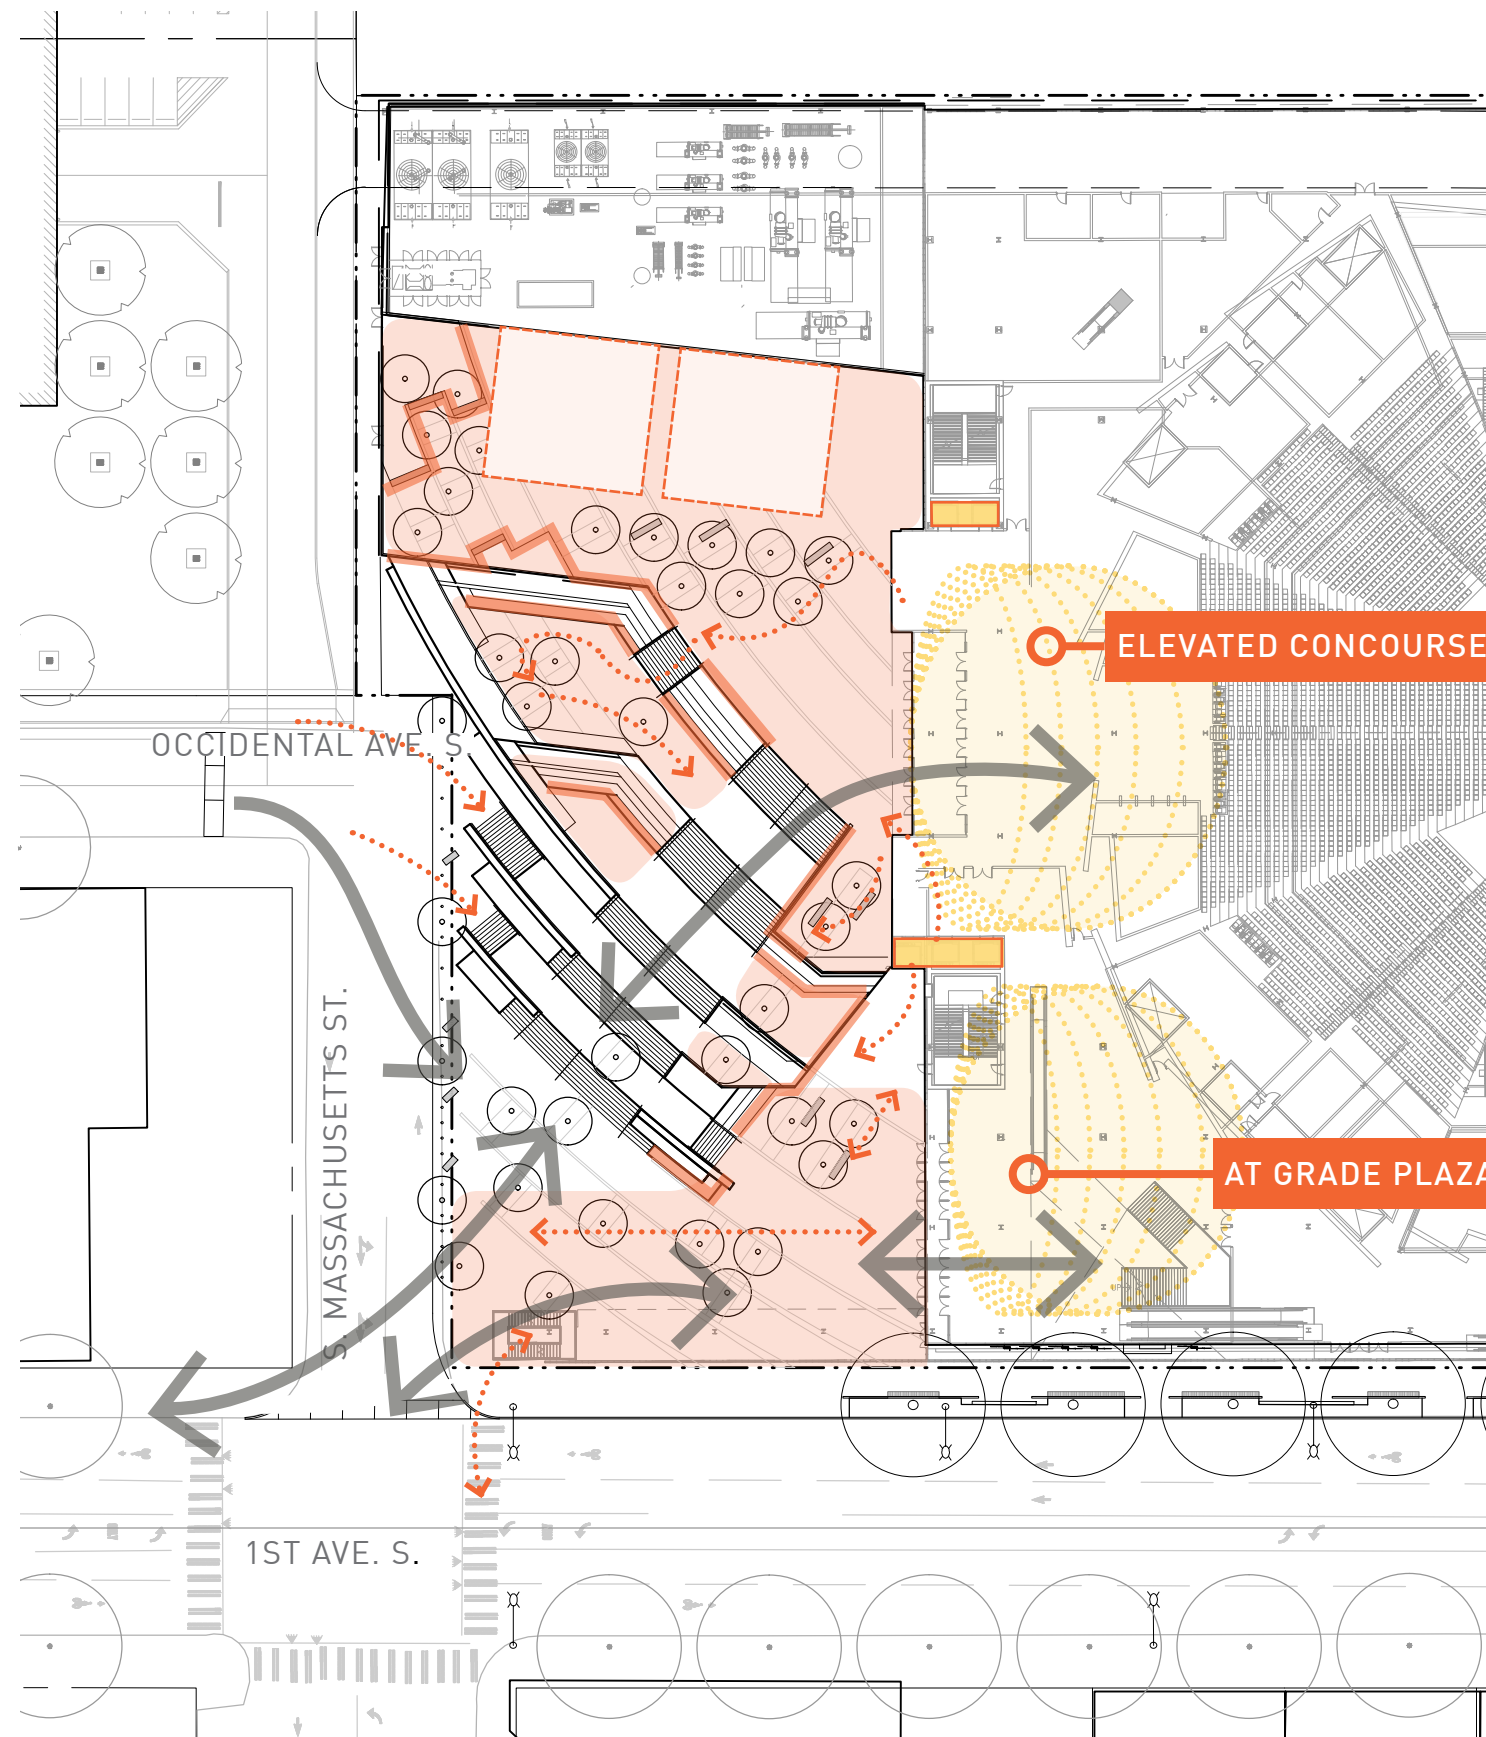 ELEVATED CONCOURSE
OCCIDENTAL AVE. S.
S. MASSACHUSETTS ST.
AT GRADE PLAZA
1ST AVE. S.